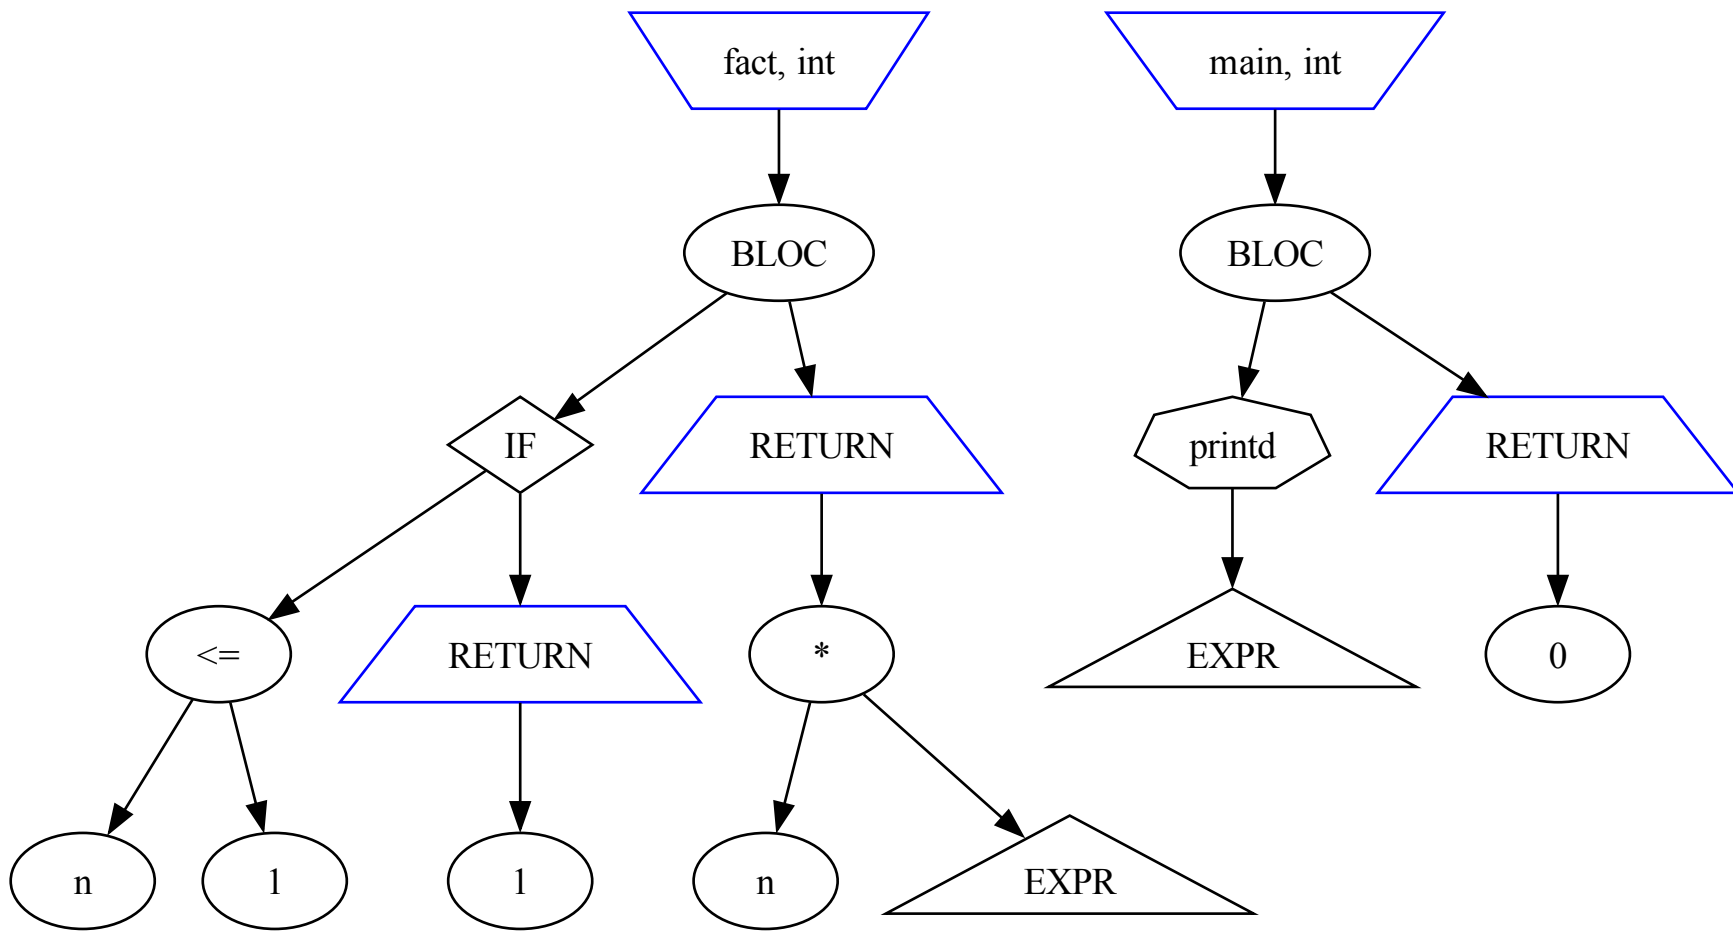 fact, int
main, int
BLOC
BLOC
IF
RETURN
printd
RETURN
<=
RETURN
*
EXPR
0
n
1
1
n
EXPR